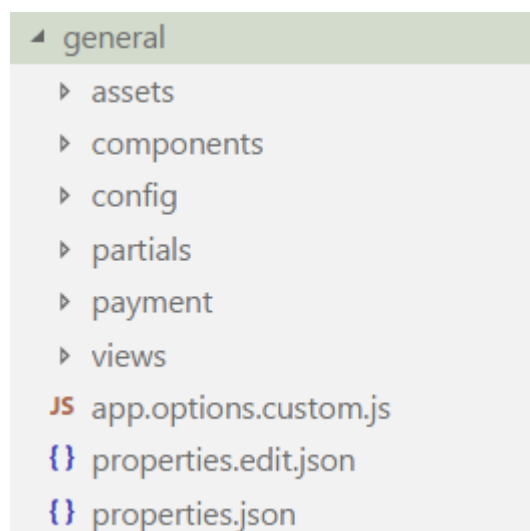 general
assets
components
config
partials
payment
views
JS app.options.custom.js
{} properties.edit.json
{} properties.json